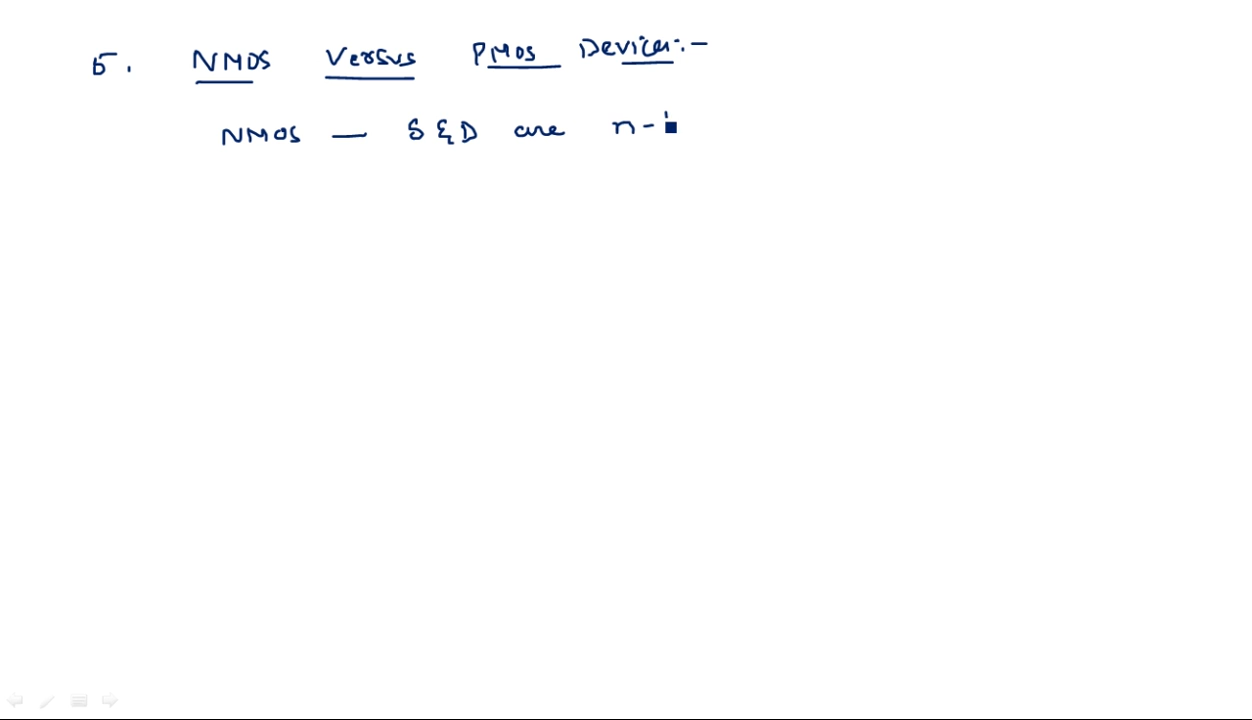 5. NMOS Versus PMOS Devices:-
NMOS — S & D are n-